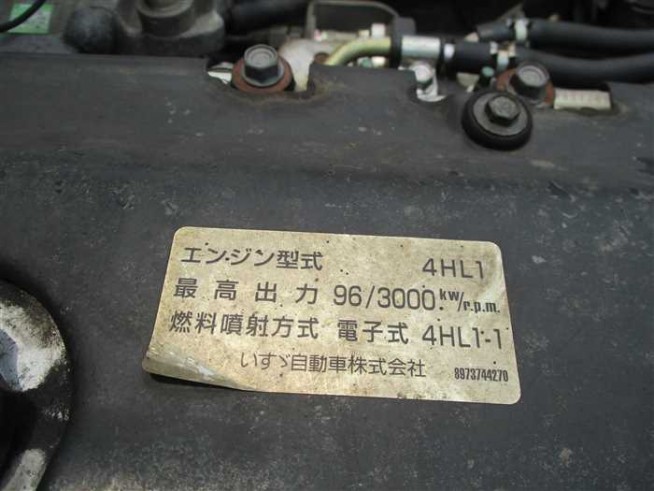 エンジン型式 4HL1
最高出力 96/3000 kw/r.p.m.
燃料噴射方式 電子式 4HL1-1
いすゞ自動車株式会社 8973744270